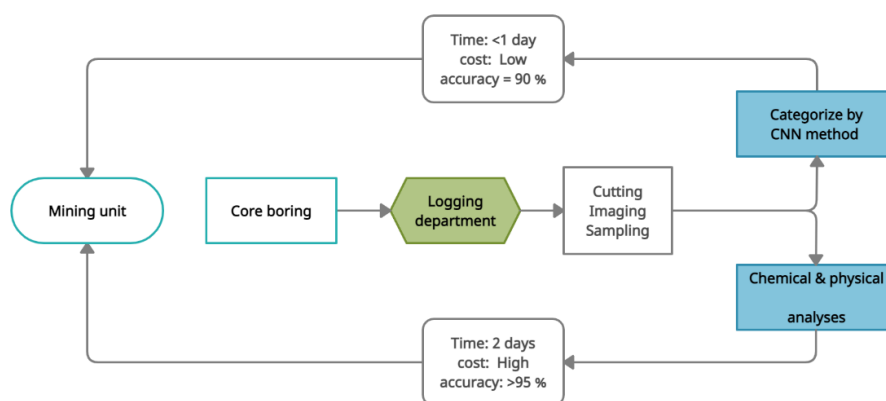 Time: <1 day
cost:  Low
accuracy = 90 %
Categorize by
CNN method
Mining unit
Core boring
Logging
department
Cutting
Imaging
Sampling
Chemical & physical
analyses
Time: 2 days
cost:  High
accuracy: >95 %